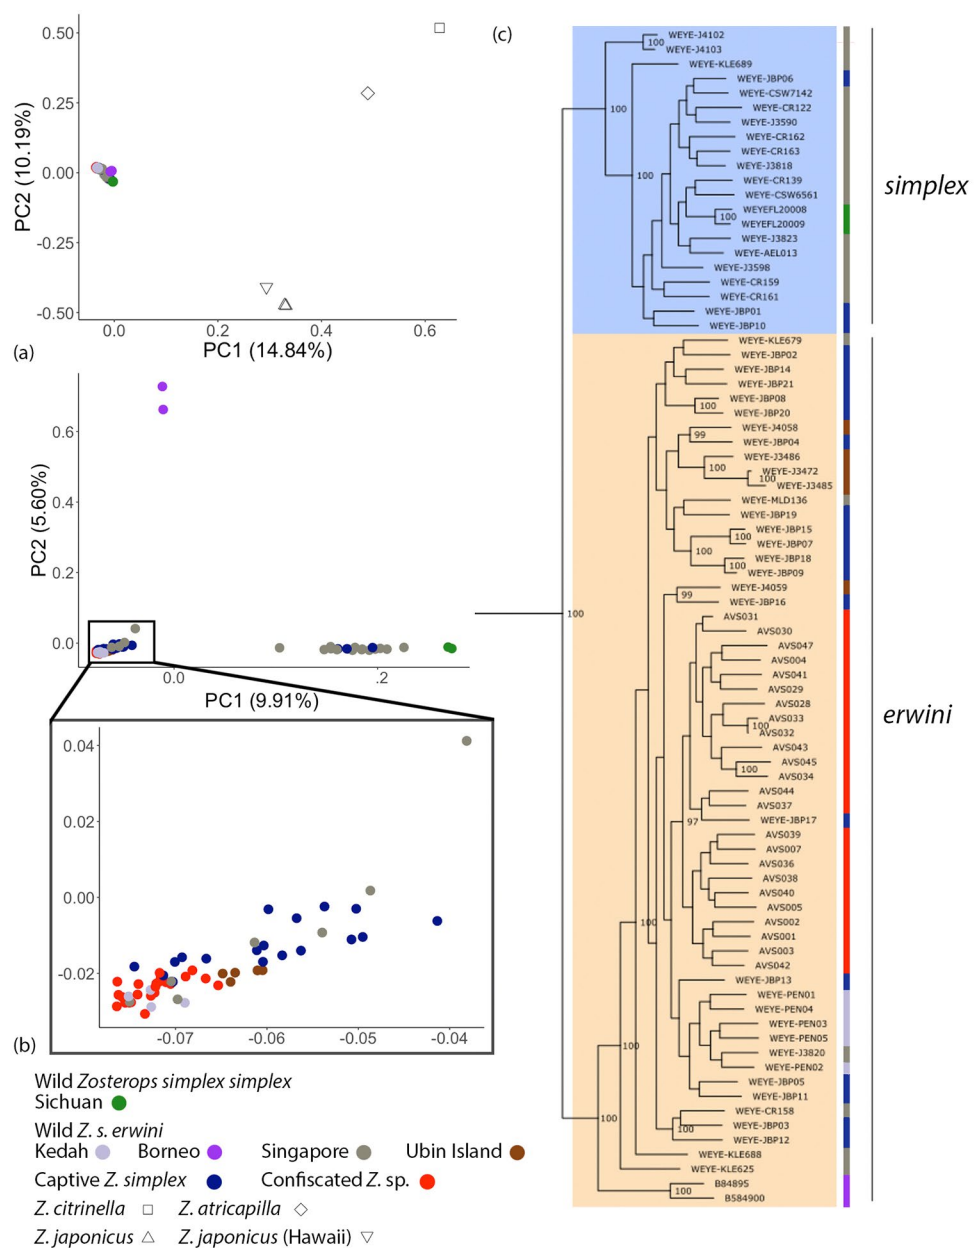 0.50
0.25
0.00
-0.25
-0.50
PC2 (10.19%)
0.0
0.2
0.4
0.6
PC1 (14.84%)
(a)
0.6
0.4
0.2
0.0
PC2 (5.60%)
0.0
.2
PC1 (9.91%)
0.04
0.02
0.00
-0.02
-0.07
-0.06
-0.05
-0.04
(b)
Wild Zosterops simplex simplex
Sichuan
Wild Z. s. erwini
Kedah Borneo Singapore Ubin Island
Captive Z. simplex Confiscated Z. sp.
Z. citrinella Z. atricapilla
Z. japonicus Z. japonicus (Hawaii)
(c)
WEYE-J4102
100
WEYE-J4103
WEYE-KLE689
WEYE-JBP06
WEYE-CSW7142
100
WEYE-CR122
WEYE-J3590
WEYE-CR162
WEYE-CR163
WEYE-J3818
100
WEYE-CR139
WEYE-CSW6561
WEYEFL20008
100
WEYEFL20009
WEYE-J3823
WEYE-AEL013
WEYE-J3598
WEYE-CR159
WEYE-CR161
WEYE-JBP01
WEYE-JBP10
simplex
WEYE-KLE679
WEYE-JBP02
WEYE-JBP14
WEYE-JBP21
WEYE-JBP08
100
WEYE-JBP20
WEYE-J4058
99
WEYE-JBP04
WEYE-J3486
100
WEYE-J3472
100
WEYE-J3485
WEYE-MLD136
WEYE-JBP19
WEYE-JBP15
100
WEYE-JBP07
100
WEYE-JBP18
100
WEYE-JBP09
WEYE-J4059
99
WEYE-JBP16
100
AVS031
AVS030
AVS047
AVS004
AVS041
AVS029
AVS028
AVS033
100
AVS032
AVS043
AVS045
100
AVS034
AVS044
AVS037
WEYE-JBP17
97
AVS039
AVS007
AVS036
AVS038
AVS040
AVS005
AVS002
100
AVS001
AVS003
AVS042
WEYE-JBP13
WEYE-PEN01
WEYE-PEN04
WEYE-PEN03
WEYE-PEN05
100
WEYE-J3820
WEYE-PEN02
WEYE-JBP05
WEYE-JBP11
WEYE-CR158
100
WEYE-JBP03
100
WEYE-JBP12
WEYE-KLE688
WEYE-KLE625
B84895
100
B584900
erwini